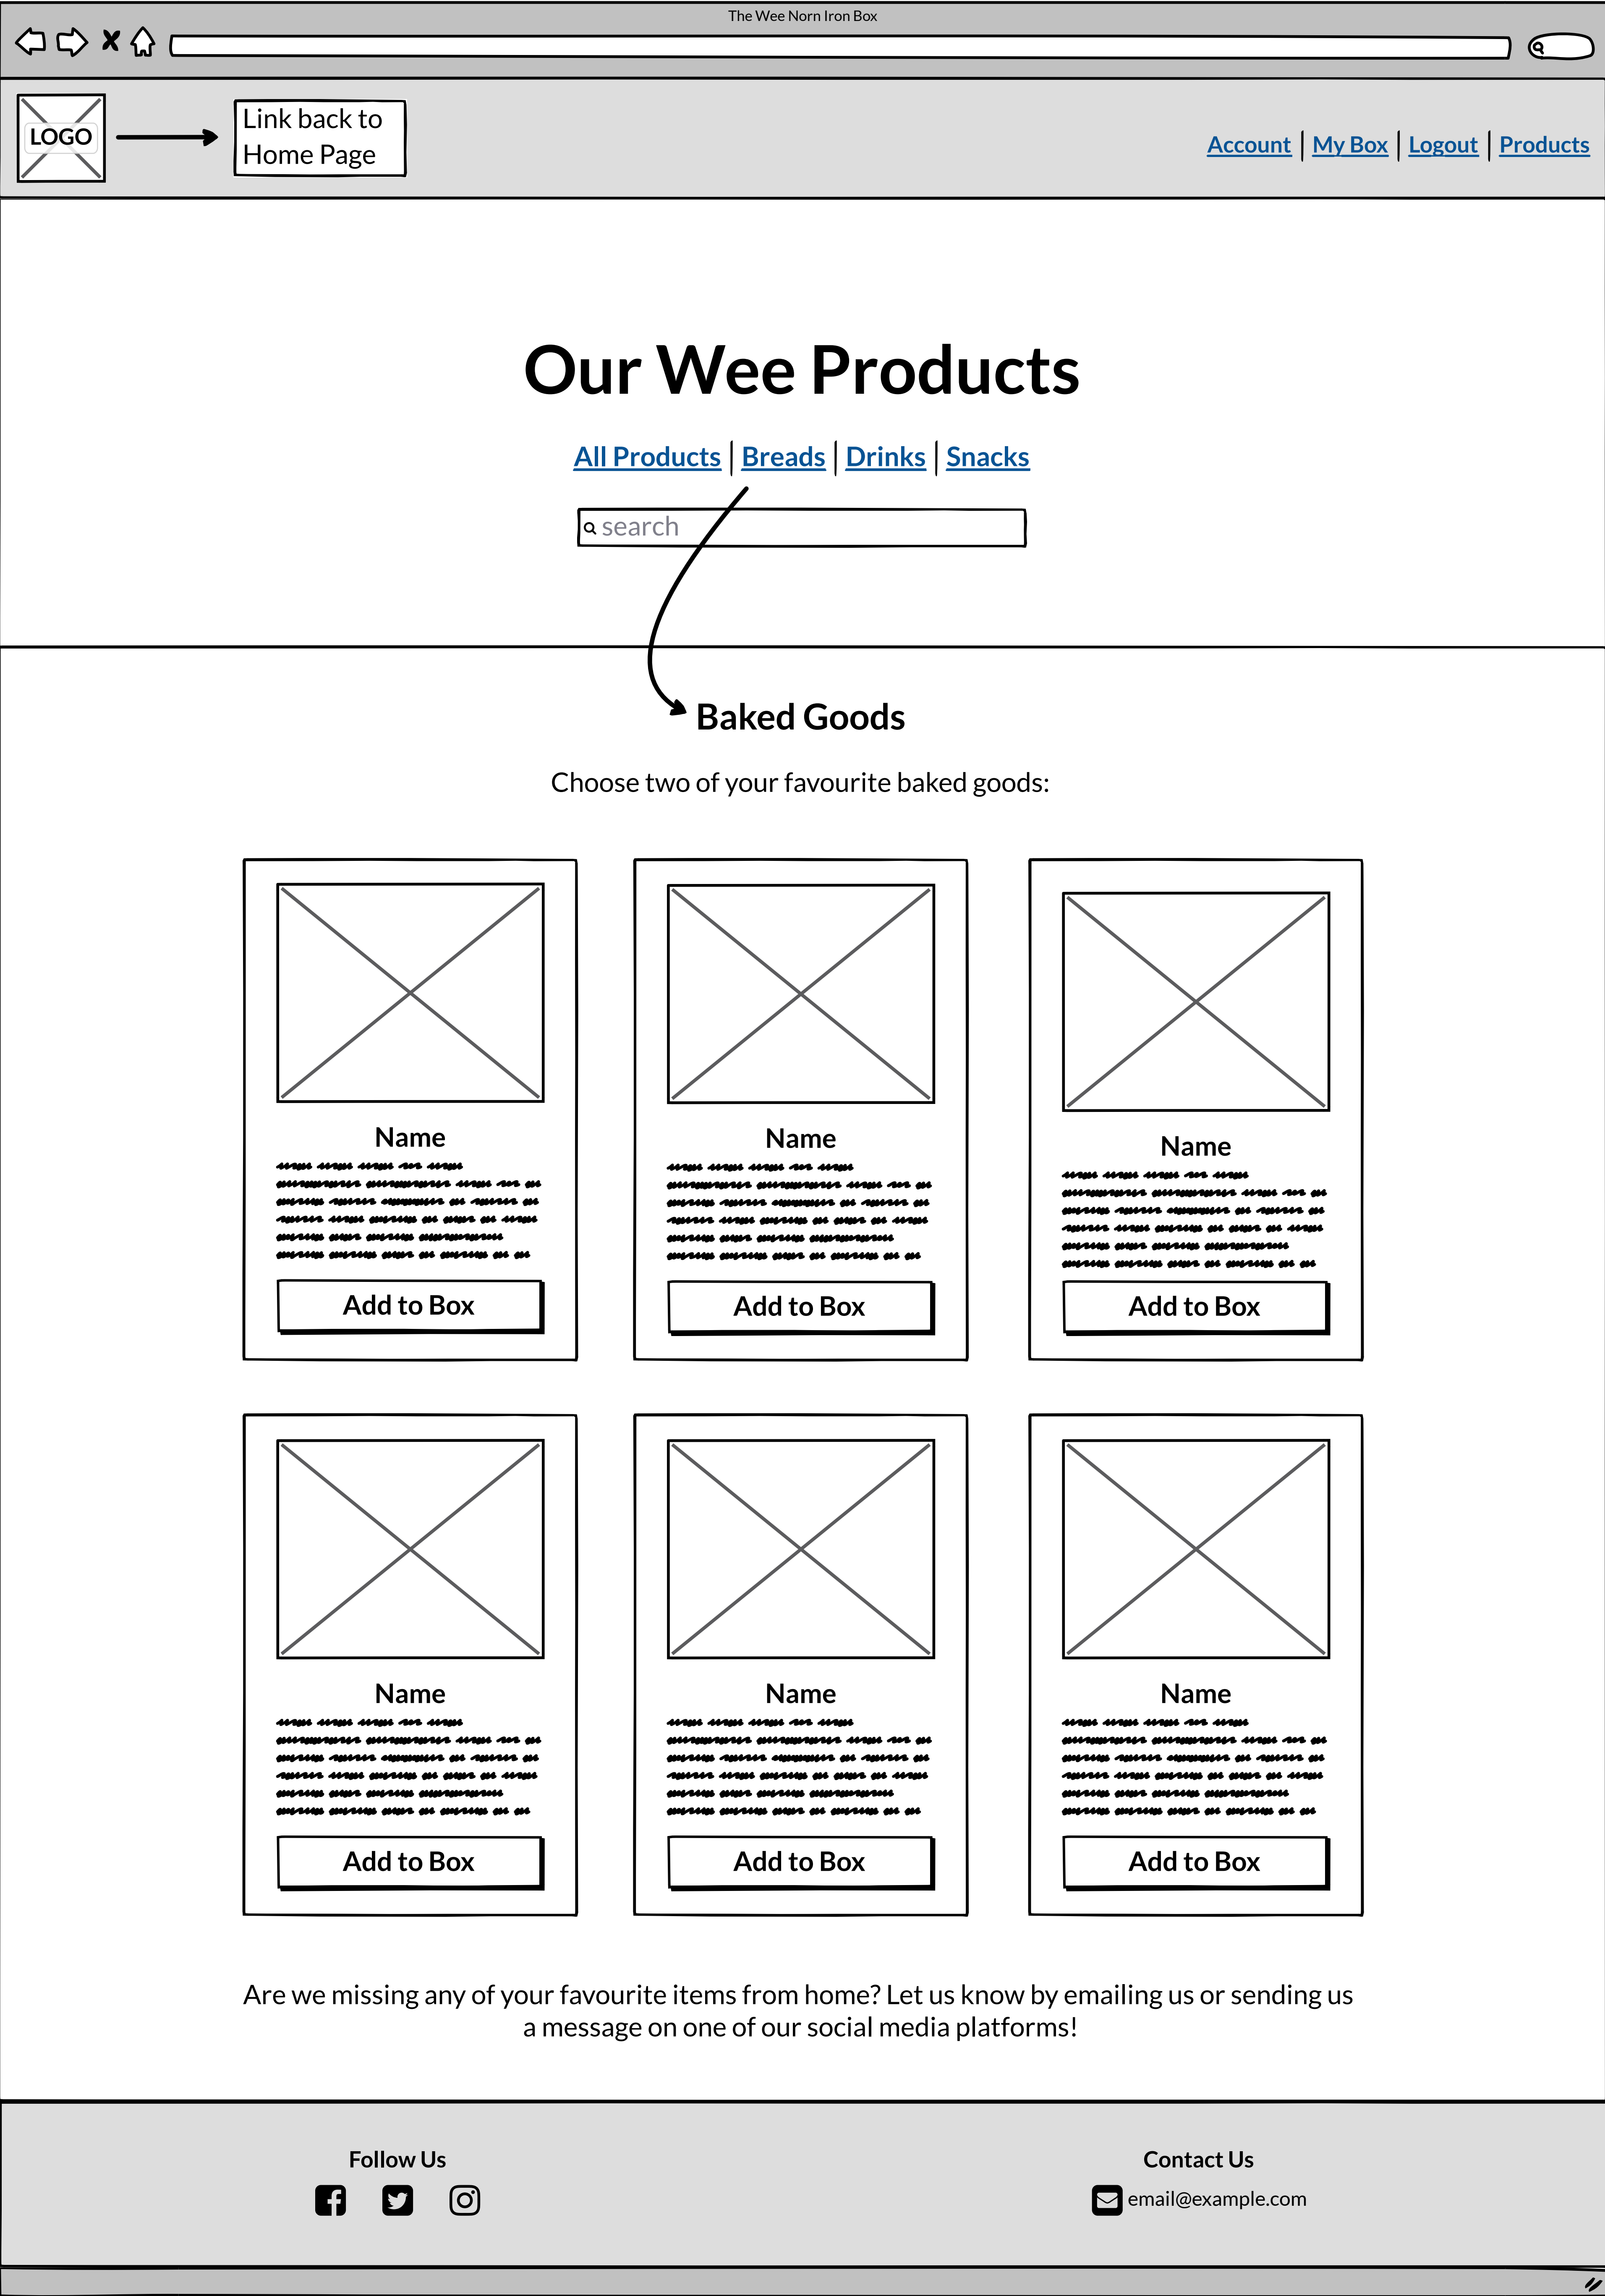 The Wee Norn Iron Box
LOGO
Link back to
Home Page
Account | My Box | Logout | Products
Our Wee Products
All Products | Breads | Drinks | Snacks
search
Baked Goods
Choose two of your favourite baked goods:
Name
Add to Box
Name
Add to Box
Name
Add to Box
Name
Add to Box
Name
Add to Box
Name
Add to Box
Are we missing any of your favourite items from home? Let us know by emailing us or sending us
a message on one of our social media platforms!
Follow Us
Contact Us
email@example.com